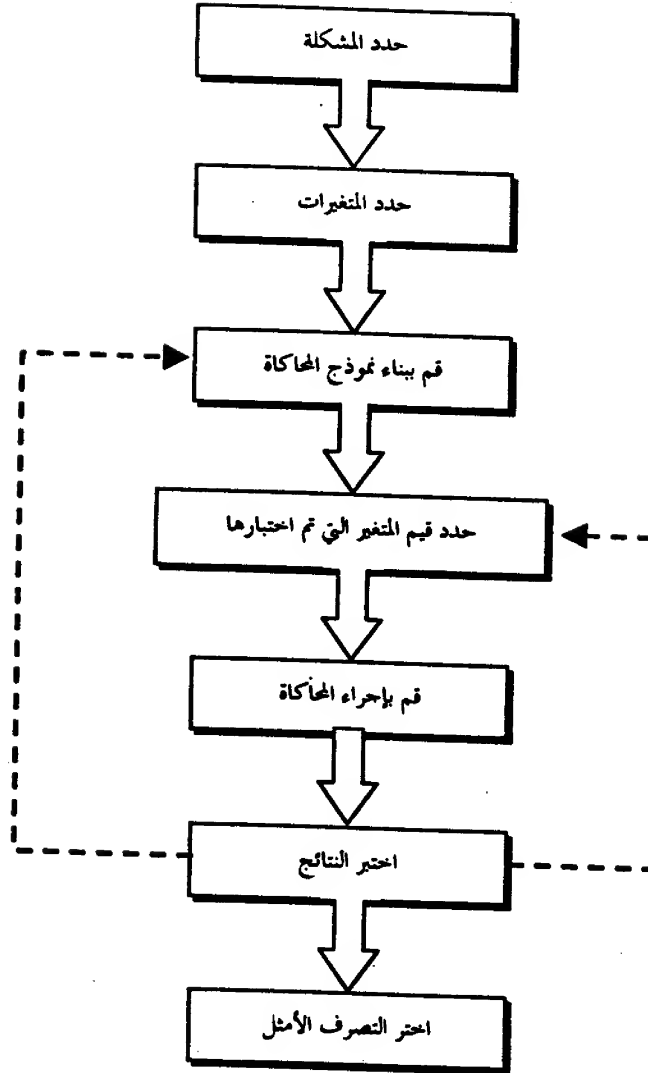 حدد المشكلة
حدد المتغيرات
قم ببناء نموذج المحاكاة
حدد قيم المتغير التي تم اختبارها
قم بإجراء المحاكاة
اختبر النتائج
اختر التصرف الأمثل